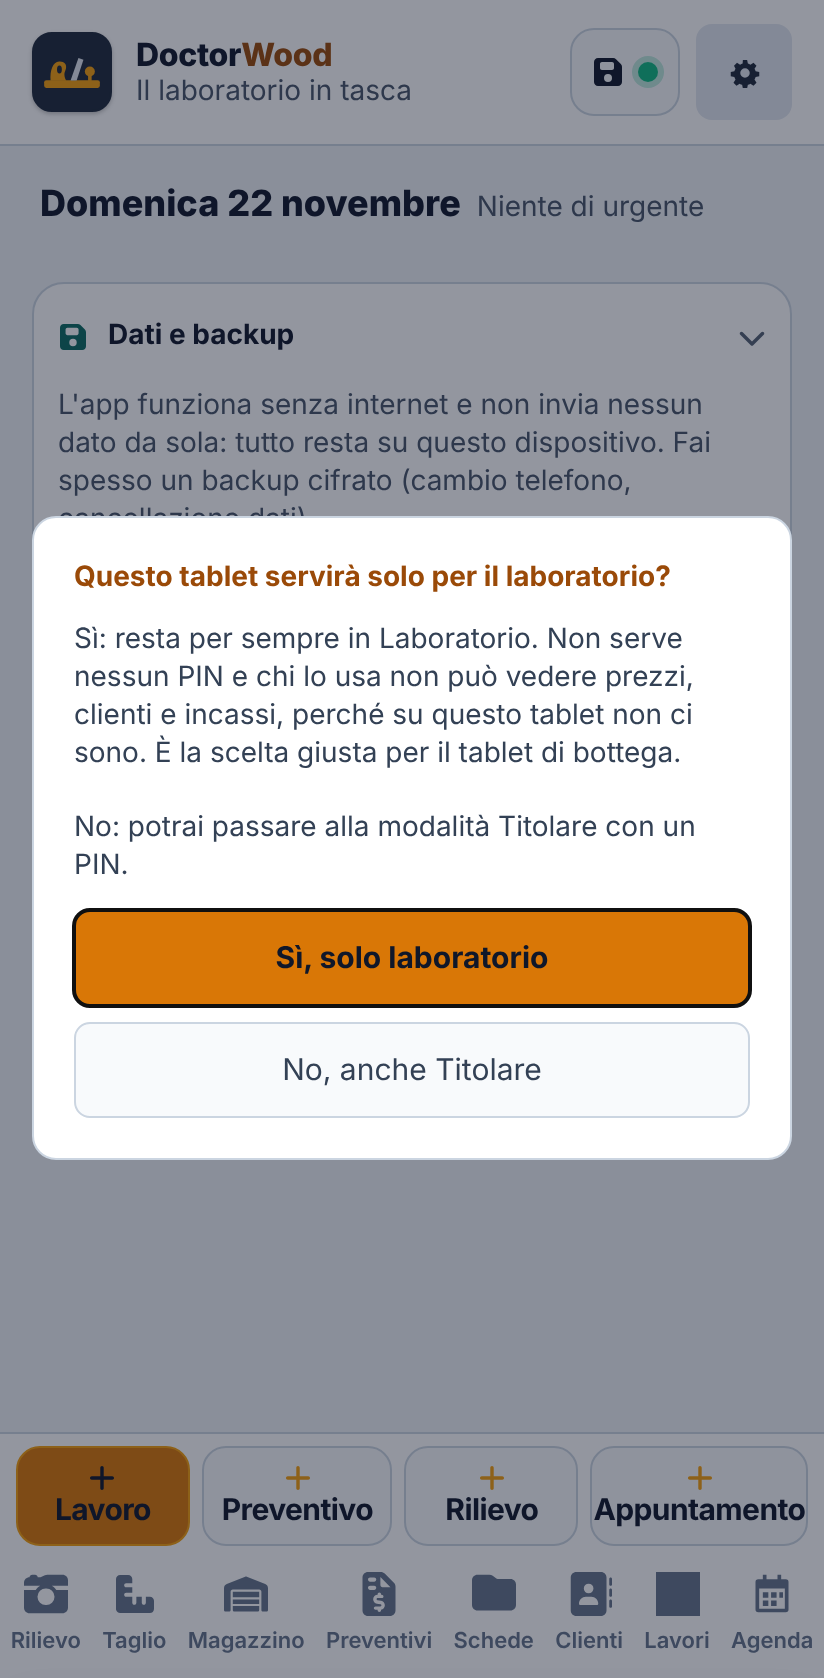 DoctorWood
Il laboratorio in tasca
Domenica 22 novembre Niente di urgente
Dati e backup
L'app funziona senza internet e non invia nessun
dato da sola: tutto resta su questo dispositivo. Fai
spesso un backup cifrato (cambio telefono,
cancellazione dati).
Questo tablet servirà solo per il laboratorio?
Sì: resta per sempre in Laboratorio. Non serve
nessun PIN e chi lo usa non può vedere prezzi,
clienti e incassi, perché su questo tablet non ci
sono. È la scelta giusta per il tablet di bottega.
No: potrai passare alla modalità Titolare con un
PIN.
Sì, solo laboratorio
No, anche Titolare
Lavoro
Preventivo
Rilievo
Appuntamento
Rilievo
Taglio
Magazzino
Preventivi
Schede
Clienti
Lavori
Agenda